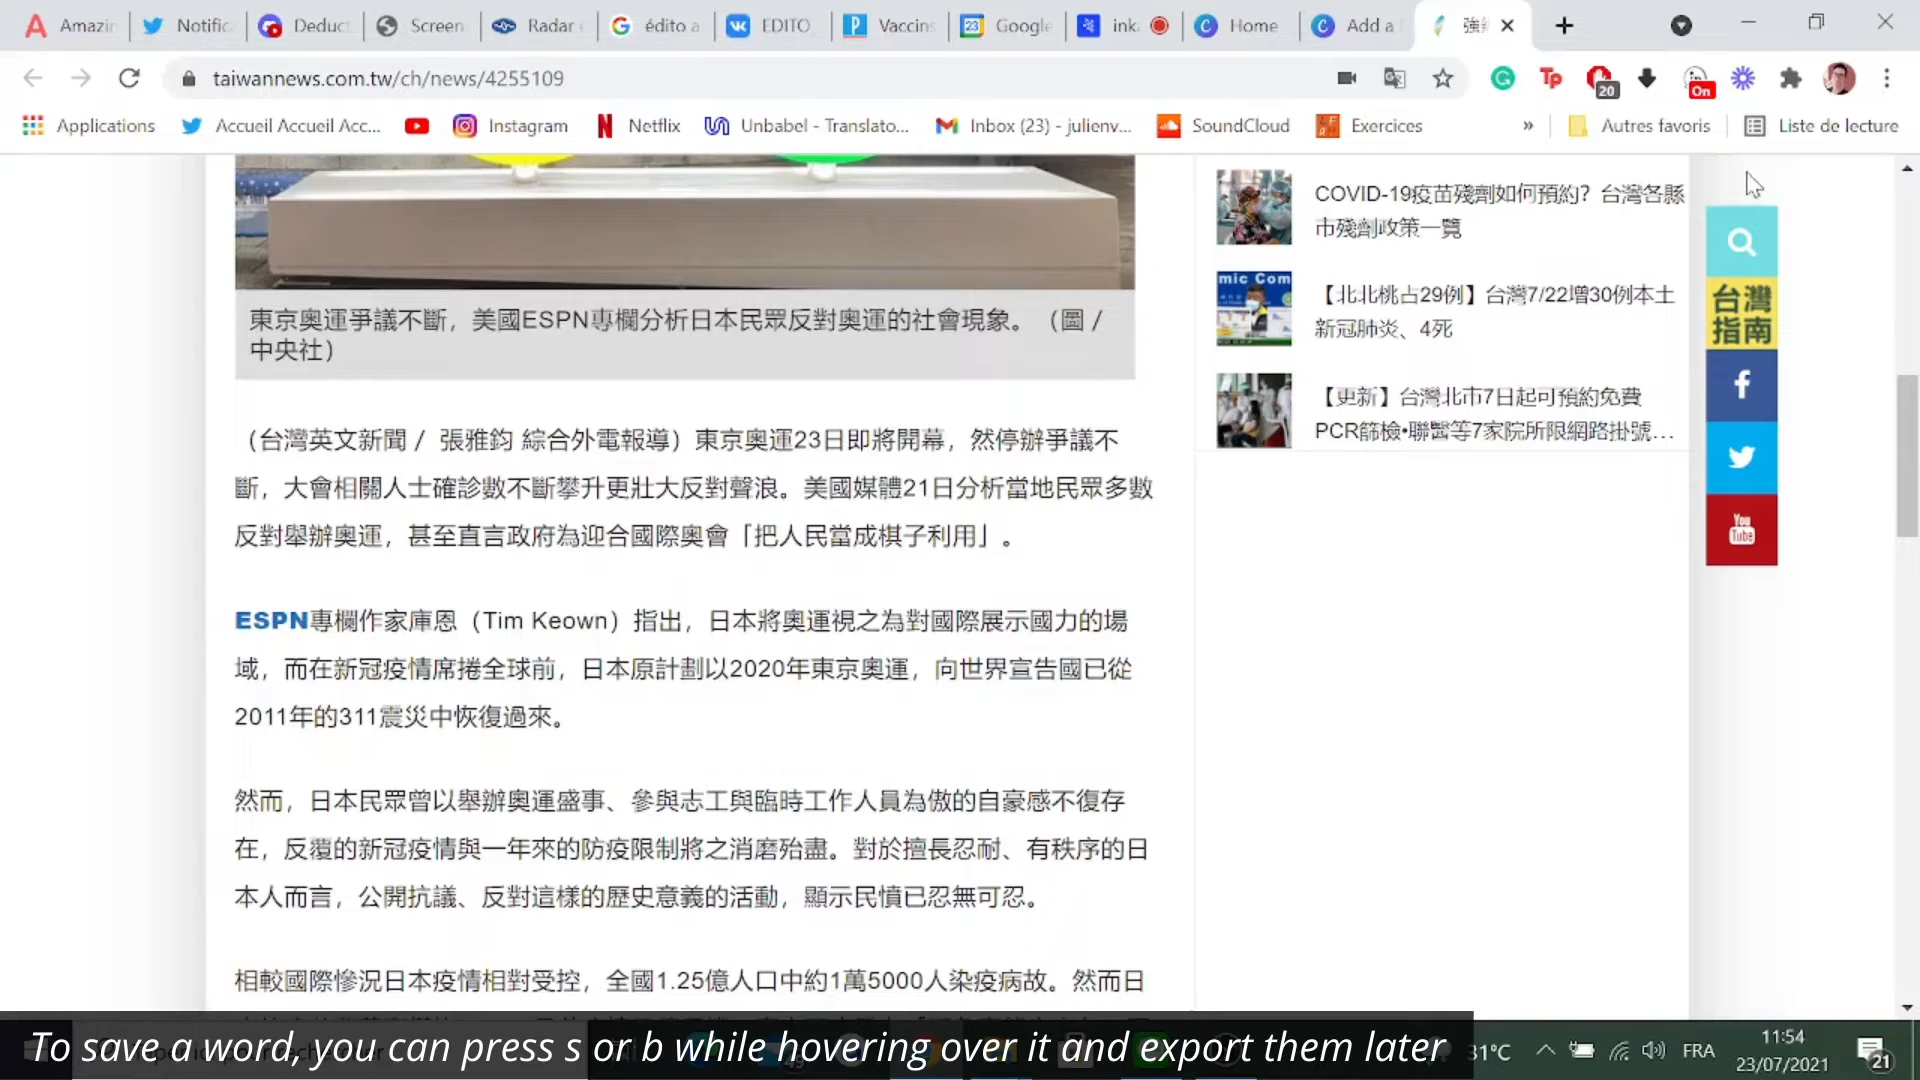 Amazin
Notific
Deduct
Screen
Radar
édito a
EDITO
Vaccins
Google
ink
Home
Add a
強
taiwannews.com.tw/ch/news/4255109
20
On
Applications
Accueil Accueil Acc...
Instagram
Netflix
Unbabel - Translato...
Inbox (23) - julienv...
SoundCloud
Exercices
»
Autres favoris
Liste de lecture
東京奧運爭議不斷，美國ESPN專欄分析日本民眾反對奧運的社會現象。（圖 /
中央社）
（台灣英文新聞 / 張雅鈞 綜合外電報導）東京奧運23日即將開幕，然停辦爭議不
斷，大會相關人士確診數不斷攀升更壯大反對聲浪。美國媒體21日分析當地民眾多數
反對舉辦奧運，甚至直言政府為迎合國際奧會「把人民當成棋子利用」。
ESPN專欄作家庫恩（Tim Keown）指出，日本將奧運視之為對國際展示國力的場
域，而在新冠疫情席捲全球前，日本原計劃以2020年東京奧運，向世界宣告國已從
2011年的311震災中恢復過來。
然而，日本民眾曾以舉辦奧運盛事、參與志工與臨時工作人員為傲的自豪感不復存
在，反覆的新冠疫情與一年來的防疫限制將之消磨殆盡。對於擅長忍耐、有秩序的日
本人而言，公開抗議、反對這樣的歷史意義的活動，顯示民憤已忍無可忍。
相較國際慘況日本疫情相對受控，全國1.25億人口中約1萬5000人染疫病故。然而日
COVID-19疫苗殘劑如何預約？台灣各縣
市殘劑政策一覽
mic Com
【北北桃占29例】台灣7/22增30例本土
新冠肺炎、4死
【更新】台灣北市7日起可預約免費
PCR篩檢•聯醫等7家院所限網路掛號...
台灣
指南
You
Tube
To save a word, you can press s or b while hovering over it and export them later
31°C
FRA
11:54
23/07/2021
21